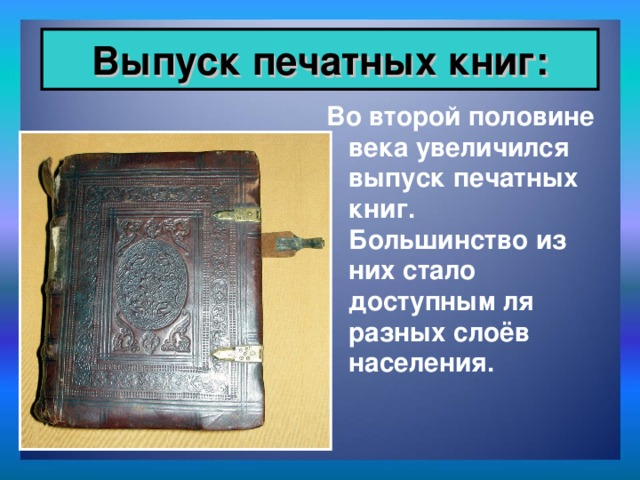 Выпуск печатных книг:
Во второй половине
века увеличился
выпуск печатных
книг.
Большинство из
них стало
доступным ля
разных слоёв
населения.